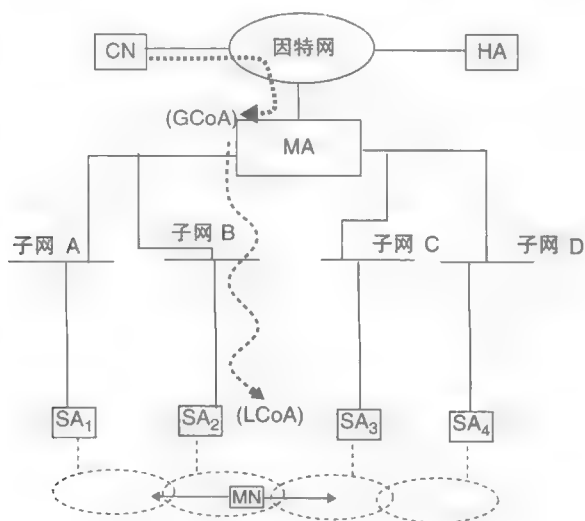 CN
因特网
HA
(GCoA)
MA
子网 A
子网 B
子网 C
子网 D
SA₁
SA₂
(LCoA)
SA₃
SA₄
MN